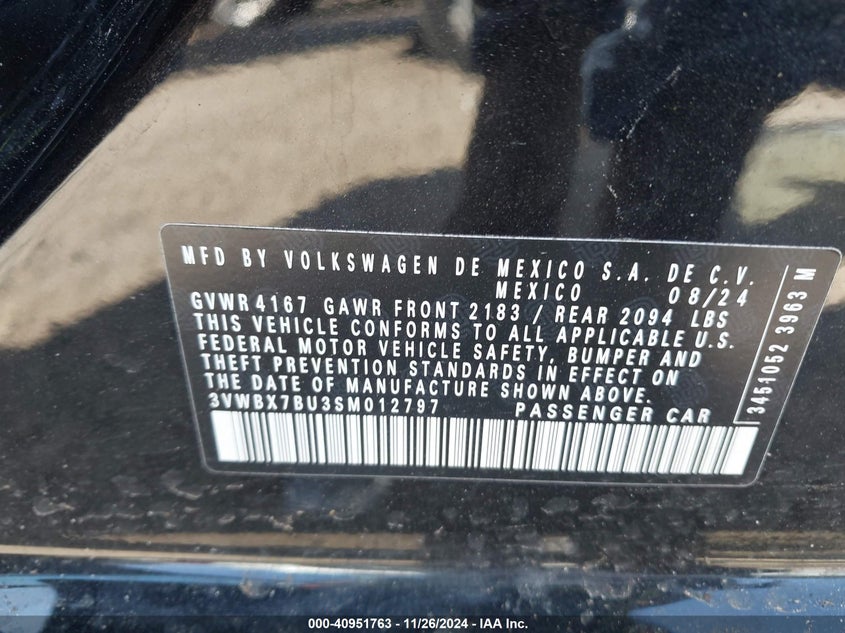 MFD BY VOLKSWAGEN DE MEXICO S.A. DE C.V.
MEXICO 08/24
GVWR 4167 GAWR FRONT 2183 / REAR 2094 LBS
THIS VEHICLE CONFORMS TO ALL APPLICABLE U.S.
FEDERAL MOTOR VEHICLE SAFETY, BUMPER AND
THEFT PREVENTION STANDARDS IN EFFECT ON
THE DATE OF MANUFACTURE SHOWN ABOVE.
3VWBX7BU3SM012797 PASSENGER CAR
3451052 3963 M
000-40951763 - 11/26/2024 - IAA Inc.